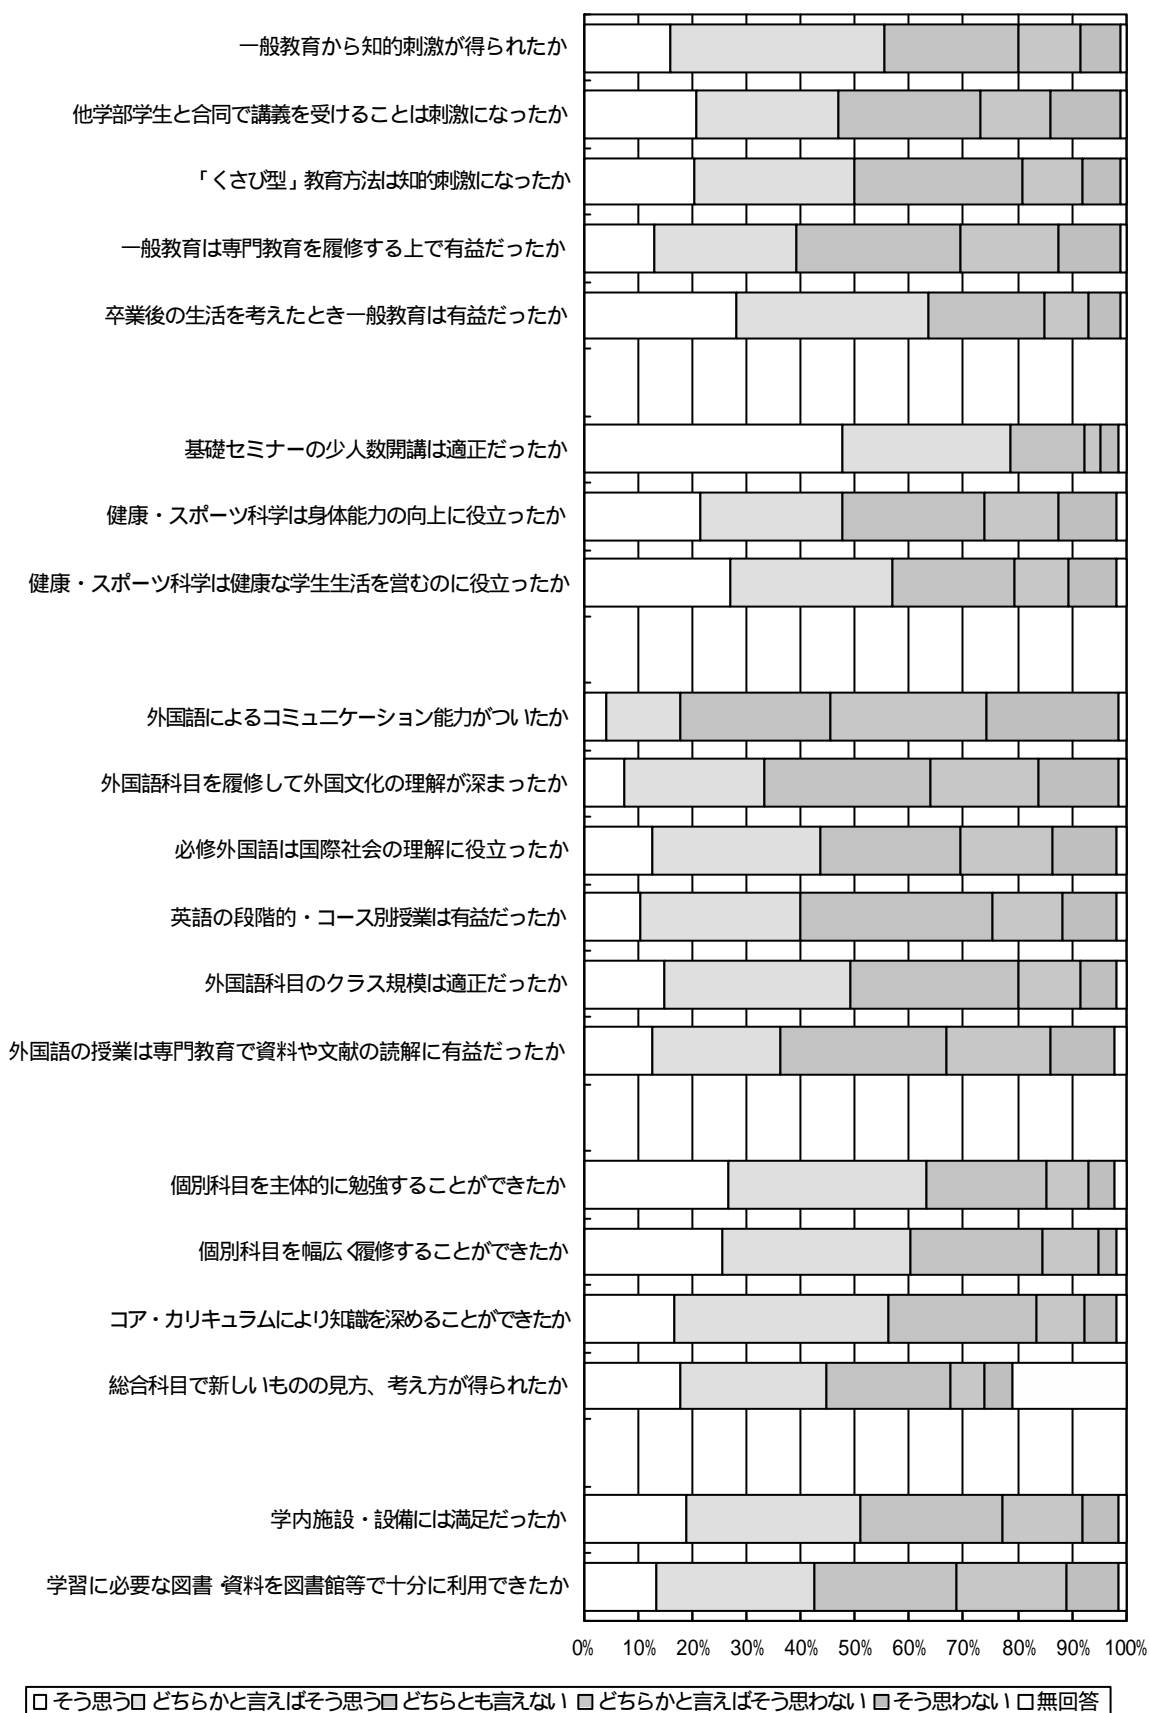 一般教育から知的刺激が得られたか
他学部学生と合同で講義を受けることは刺激になったか
「くさび型」教育方法は知的刺激になったか
一般教育は専門教育を履修する上で有益だったか
卒業後の生活を考えたとき一般教育は有益だったか
基礎セミナーの少人数開講は適正だったか
健康・スポーツ科学は身体能力の向上に役立ったか
健康・スポーツ科学は健康な学生生活を営むのに役立ったか
外国語によるコミュニケーション能力がついたか
外国語科目を履修して外国文化の理解が深まったか
必修外国語は国際社会の理解に役立ったか
英語の段階的・コース別授業は有益だったか
外国語科目のクラス規模は適正だったか
外国語の授業は専門教育で資料や文献の読解に有益だったか
個別科目を主体的に勉強することができたか
個別科目を幅広く履修することができたか
コア・カリキュラムにより知識を深めることができたか
総合科目で新しいものの見方、考え方が得られたか
学内施設・設備には満足だったか
学習に必要な図書・資料を図書館等で十分に利用できたか
0% 10% 20% 30% 40% 50% 60% 70% 80% 90% 100%
そう思う どちらかと言えばそう思う どちらとも言えない どちらかと言えばそう思わない そう思わない 無回答